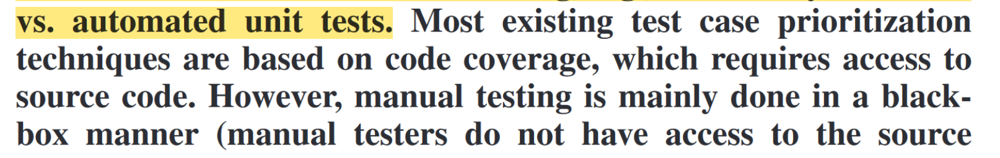 vs. automated unit tests. Most existing test case prioritization
techniques are based on code coverage, which requires access to
source code. However, manual testing is mainly done in a black-
box manner (manual testers do not have access to the source